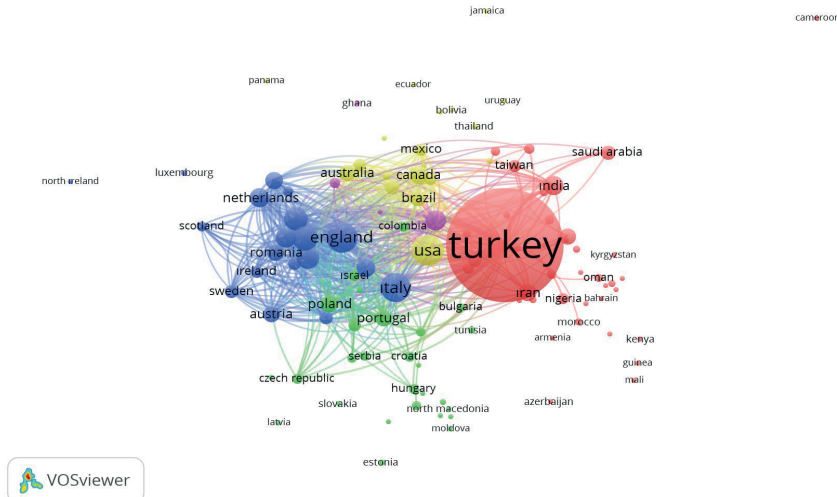 jamaica
cameroon
panama
ecuador
ghana
bolivia
uruguay
thailand
mexico
taiwan
saudi arabia
luxembourg
north ireland
australia
canada
india
netherlands
brazil
scotland
colombia
england
usa
turkey
romania
kyrgyzstan
ireland
israel
oman
sweden
italy
iran
nigeria
bahrain
poland
bulgaria
austria
portugal
morocco
tunisia
armenia
kenya
serbia
croatia
guinea
czech republic
mali
hungary
slovakia
north macedonia
azerbaijan
latvia
moldova
estonia
VOSviewer